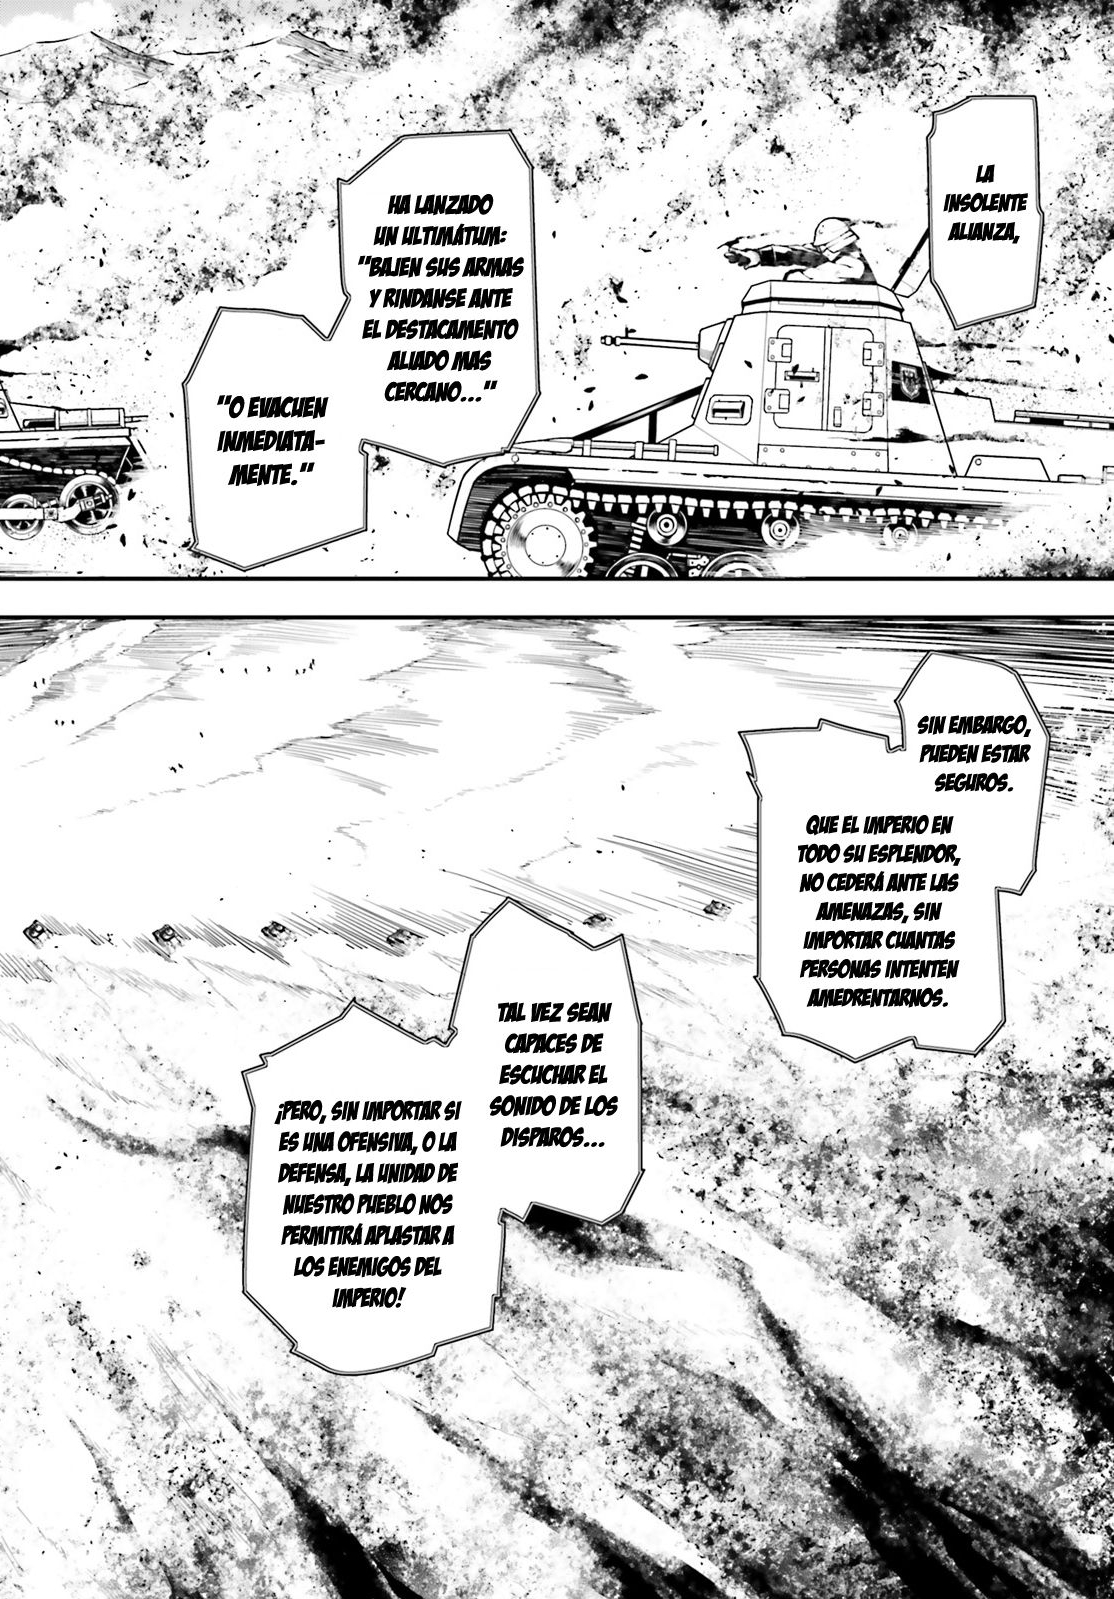 LA
INSOLENTE
ALIANZA,
HA LANZADO
UN ULTIMÁTUM:
"BAJEN SUS ARMAS
Y RINDANSE ANTE
EL DESTACAMENTO
ALIADO MAS
CERCANO..."
"O EVACUEN
INMEDIATA-
MENTE."
SIN EMBARGO,
PUEDEN ESTAR
SEGUROS.
QUE EL IMPERIO EN
TODO SU ESPLENDOR,
NO CEDERÁ ANTE LAS
AMENAZAS, SIN
IMPORTAR CUANTAS
PERSONAS INTENTEN
AMEDRENTARNOS.
TAL VEZ SEAN
CAPACES DE
ESCUCHAR EL
SONIDO DE LOS
DISPAROS...
¡PERO, SIN IMPORTAR SI
ES UNA OFENSIVA, O LA
DEFENSA, LA UNIDAD DE
NUESTRO PUEBLO NOS
PERMITIRÁ APLASTAR A
LOS ENEMIGOS DEL
IMPERIO!